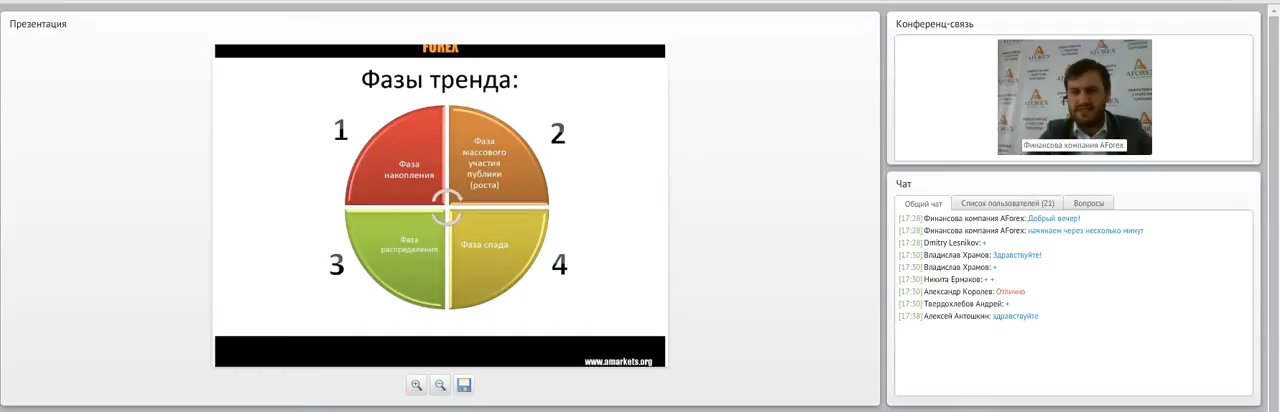 Презентация
FOREX
Фазы тренда:
1
Фаза
накопления
2
Фаза
массового
участия
публики
(роста)
3
Фаза
распределения
Фаза спада
4
www.amarkets.org
Конференц-связь
AFOREX
AFOREX
Финансова компания AForex
Чат
Общий чат
Список пользователей (21)
Вопросы
[17:28] Финансова компания AForex: Добрый вечер!
[17:28] Финансова компания AForex: начинаем через несколько минут
[17:28] Dmitry Lesnikov: +
[17:30] Владислав Храмов: Здравствуйте!
[17:30] Владислав Храмов: +
[17:30] Никита Ермаков: + +
[17:30] Александр Королев: Отлично
[17:30] Твердохлебов Андрей: +
[17:38] Алексей Антошкин: здравствуйте